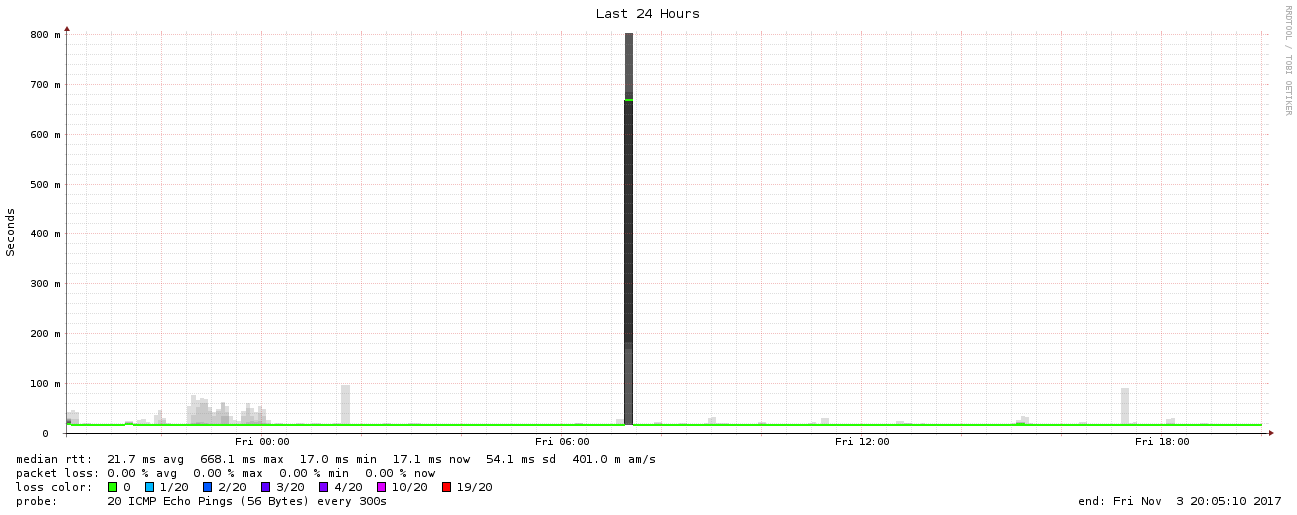 Last 24 Hours
RRDTOOL / TOBI OETIKER
800 m
700 m
600 m
500 m
400 m
300 m
200 m
100 m
0
Seconds
Fri 00:00 Fri 06:00 Fri 12:00 Fri 18:00
median rtt: 21.7 ms avg 668.1 ms max 17.0 ms min 17.1 ms now 54.1 ms sd 401.0 m am/s
packet loss: 0.00 % avg 0.00 % max 0.00 % min 0.00 % now
loss color: 0 1/20 2/20 3/20 4/20 10/20 19/20
probe: 20 ICMP Echo Pings (56 Bytes) every 300s end: Fri Nov 3 20:05:10 2017